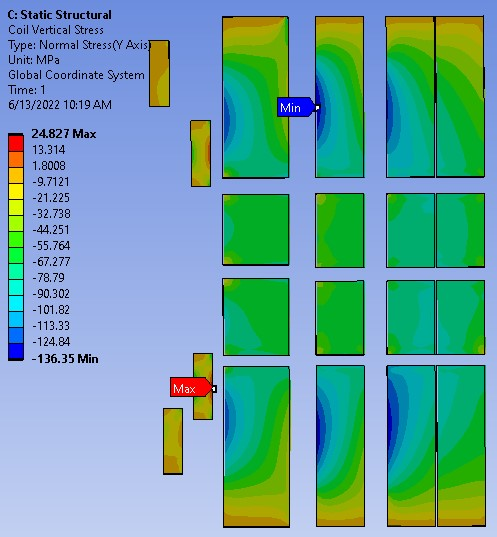 C: Static Structural
Coil Vertical Stress
Type: Normal Stress(Y Axis)
Unit: MPa
Global Coordinate System
Time: 1
6/13/2022 10:19 AM
24.827 Max
13.314
1.8008
-9.7121
-21.225
-32.738
-44.251
-55.764
-67.277
-78.79
-90.302
-101.82
-113.33
-124.84
-136.35 Min
Min
Max